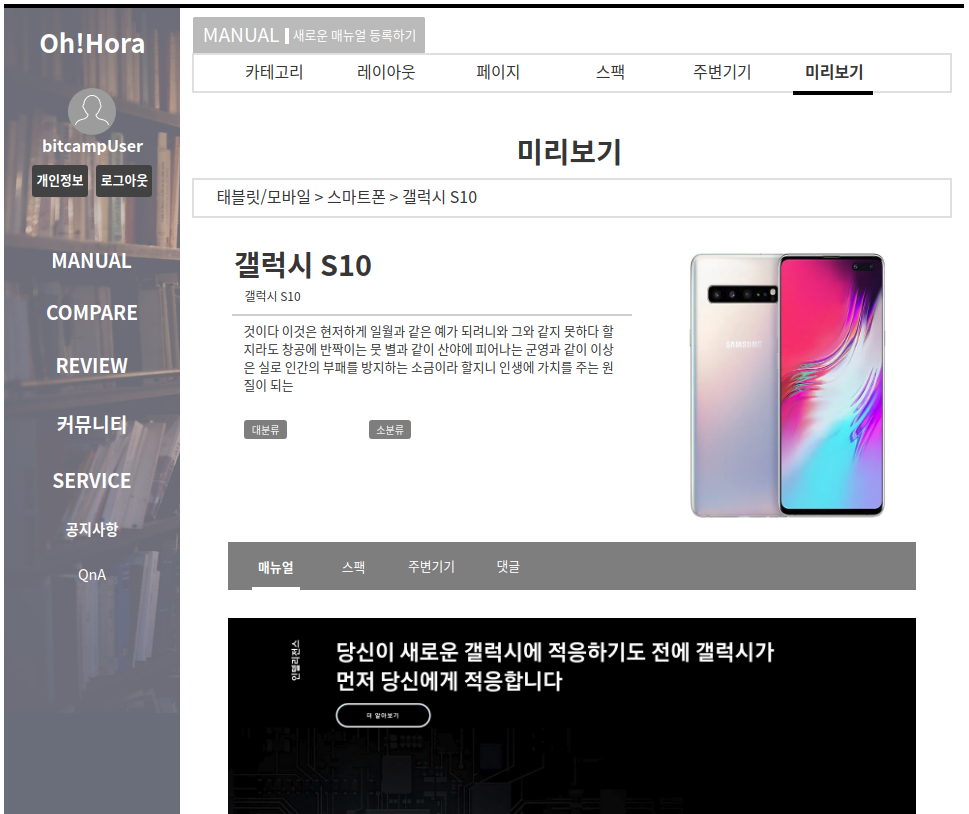 Oh!Hora
bitcampUser
개인정보 로그아웃
MANUAL
COMPARE
REVIEW
커뮤니티
SERVICE
공지사항
QnA
MANUAL 새로운 매뉴얼 등록하기
카테고리 레이아웃 페이지 스팩 주변기기 미리보기
미리보기
태블릿/모바일 > 스마트폰 > 갤럭시 S10
갤럭시 S10
갤럭시 S10
것이다 이것은 현저하게 일월과 같은 예가 되려니와 그와 같지 못하다 할
지라도 창공에 반짝이는 뭇 별과 같이 산야에 피어나는 군영과 같이 이상
은 실로 인간의 부패를 방지하는 소금이라 할지니 인생에 가치를 주는 원
질이 되는
대분류 소분류
SAMSUNG
매뉴얼 스팩 주변기기 댓글
인텔리전스
당신이 새로운 갤럭시에 적응하기도 전에 갤럭시가
먼저 당신에게 적응합니다
더 알아보기